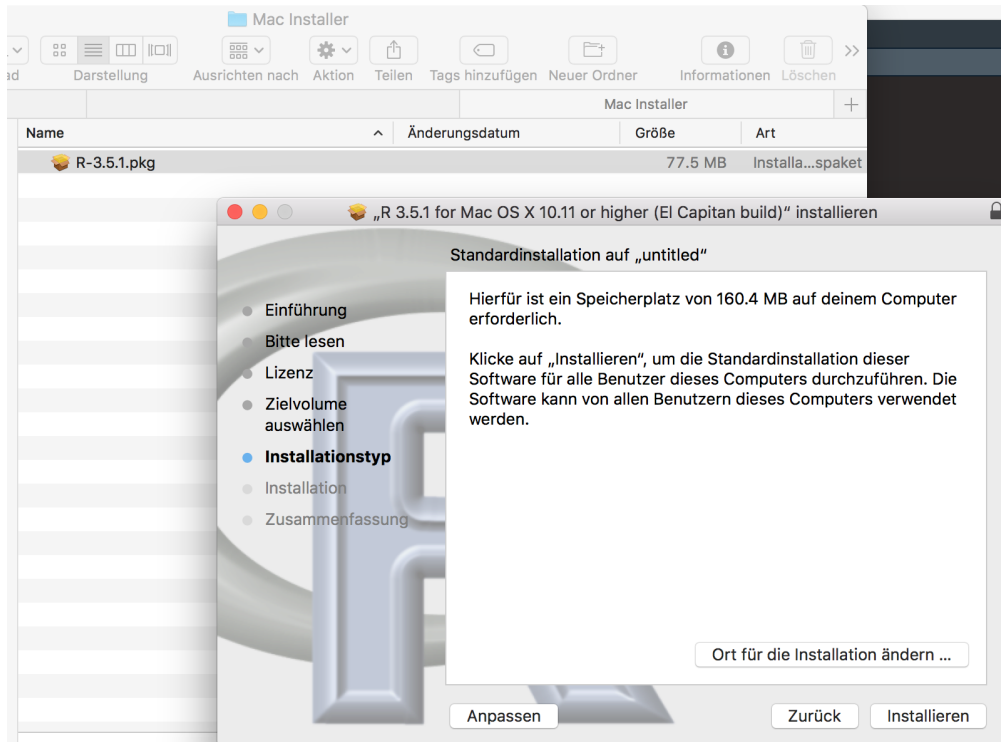 Mac Installer
ad Darstellung Ausrichten nach Aktion Teilen Tags hinzufügen Neuer Ordner Informationen Löschen
Mac Installer
Name Änderungsdatum Größe Art
R-3.5.1.pkg 77.5 MB Installa...spaket
„R 3.5.1 for Mac OS X 10.11 or higher (El Capitan build)“ installieren
Standardinstallation auf „untitled“
Einführung
Bitte lesen
Lizenz
Zielvolume
auswählen
Installationstyp
Installation
Zusammenfassung
Hierfür ist ein Speicherplatz von 160.4 MB auf deinem Computer
erforderlich.
Klicke auf „Installieren“, um die Standardinstallation dieser
Software für alle Benutzer dieses Computers durchzuführen. Die
Software kann von allen Benutzern dieses Computers verwendet
werden.
Ort für die Installation ändern ...
Anpassen Zurück Installieren